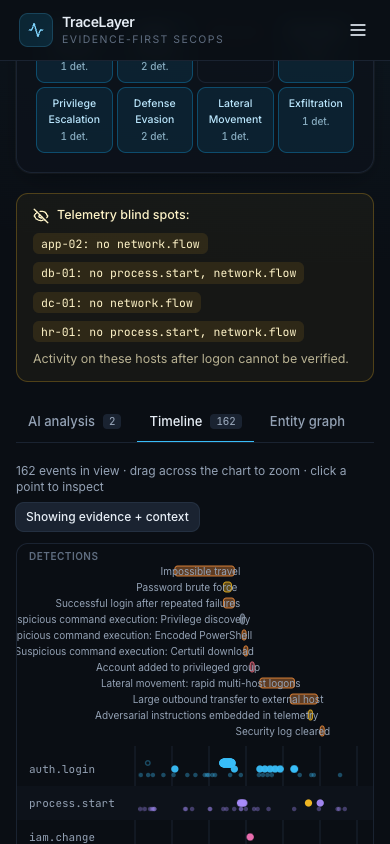 TraceLayer
EVIDENCE-FIRST SECOPS
1 det.
2 det.
1 det.
Privilege
Escalation
1 det.
Defense
Evasion
2 det.
Lateral
Movement
1 det.
Exfiltration
1 det.
Telemetry blind spots:
app-02: no network.flow
db-01: no process.start, network.flow
dc-01: no network.flow
hr-01: no process.start, network.flow
Activity on these hosts after logon cannot be verified.
AI analysis 2 Timeline 162 Entity graph
162 events in view · drag across the chart to zoom · click a
point to inspect
Showing evidence + context
DETECTIONS
Impossible travel
Password brute force
Successful login after repeated failures
spicious command execution: Privilege discovery
picious command execution: Encoded PowerShell
Suspicious command execution: Certutil download
Account added to privileged group
Lateral movement: rapid multi-host logons
Large outbound transfer to external host
Adversarial instructions embedded in telemetry
Security log cleared
auth.login
process.start
iam.change